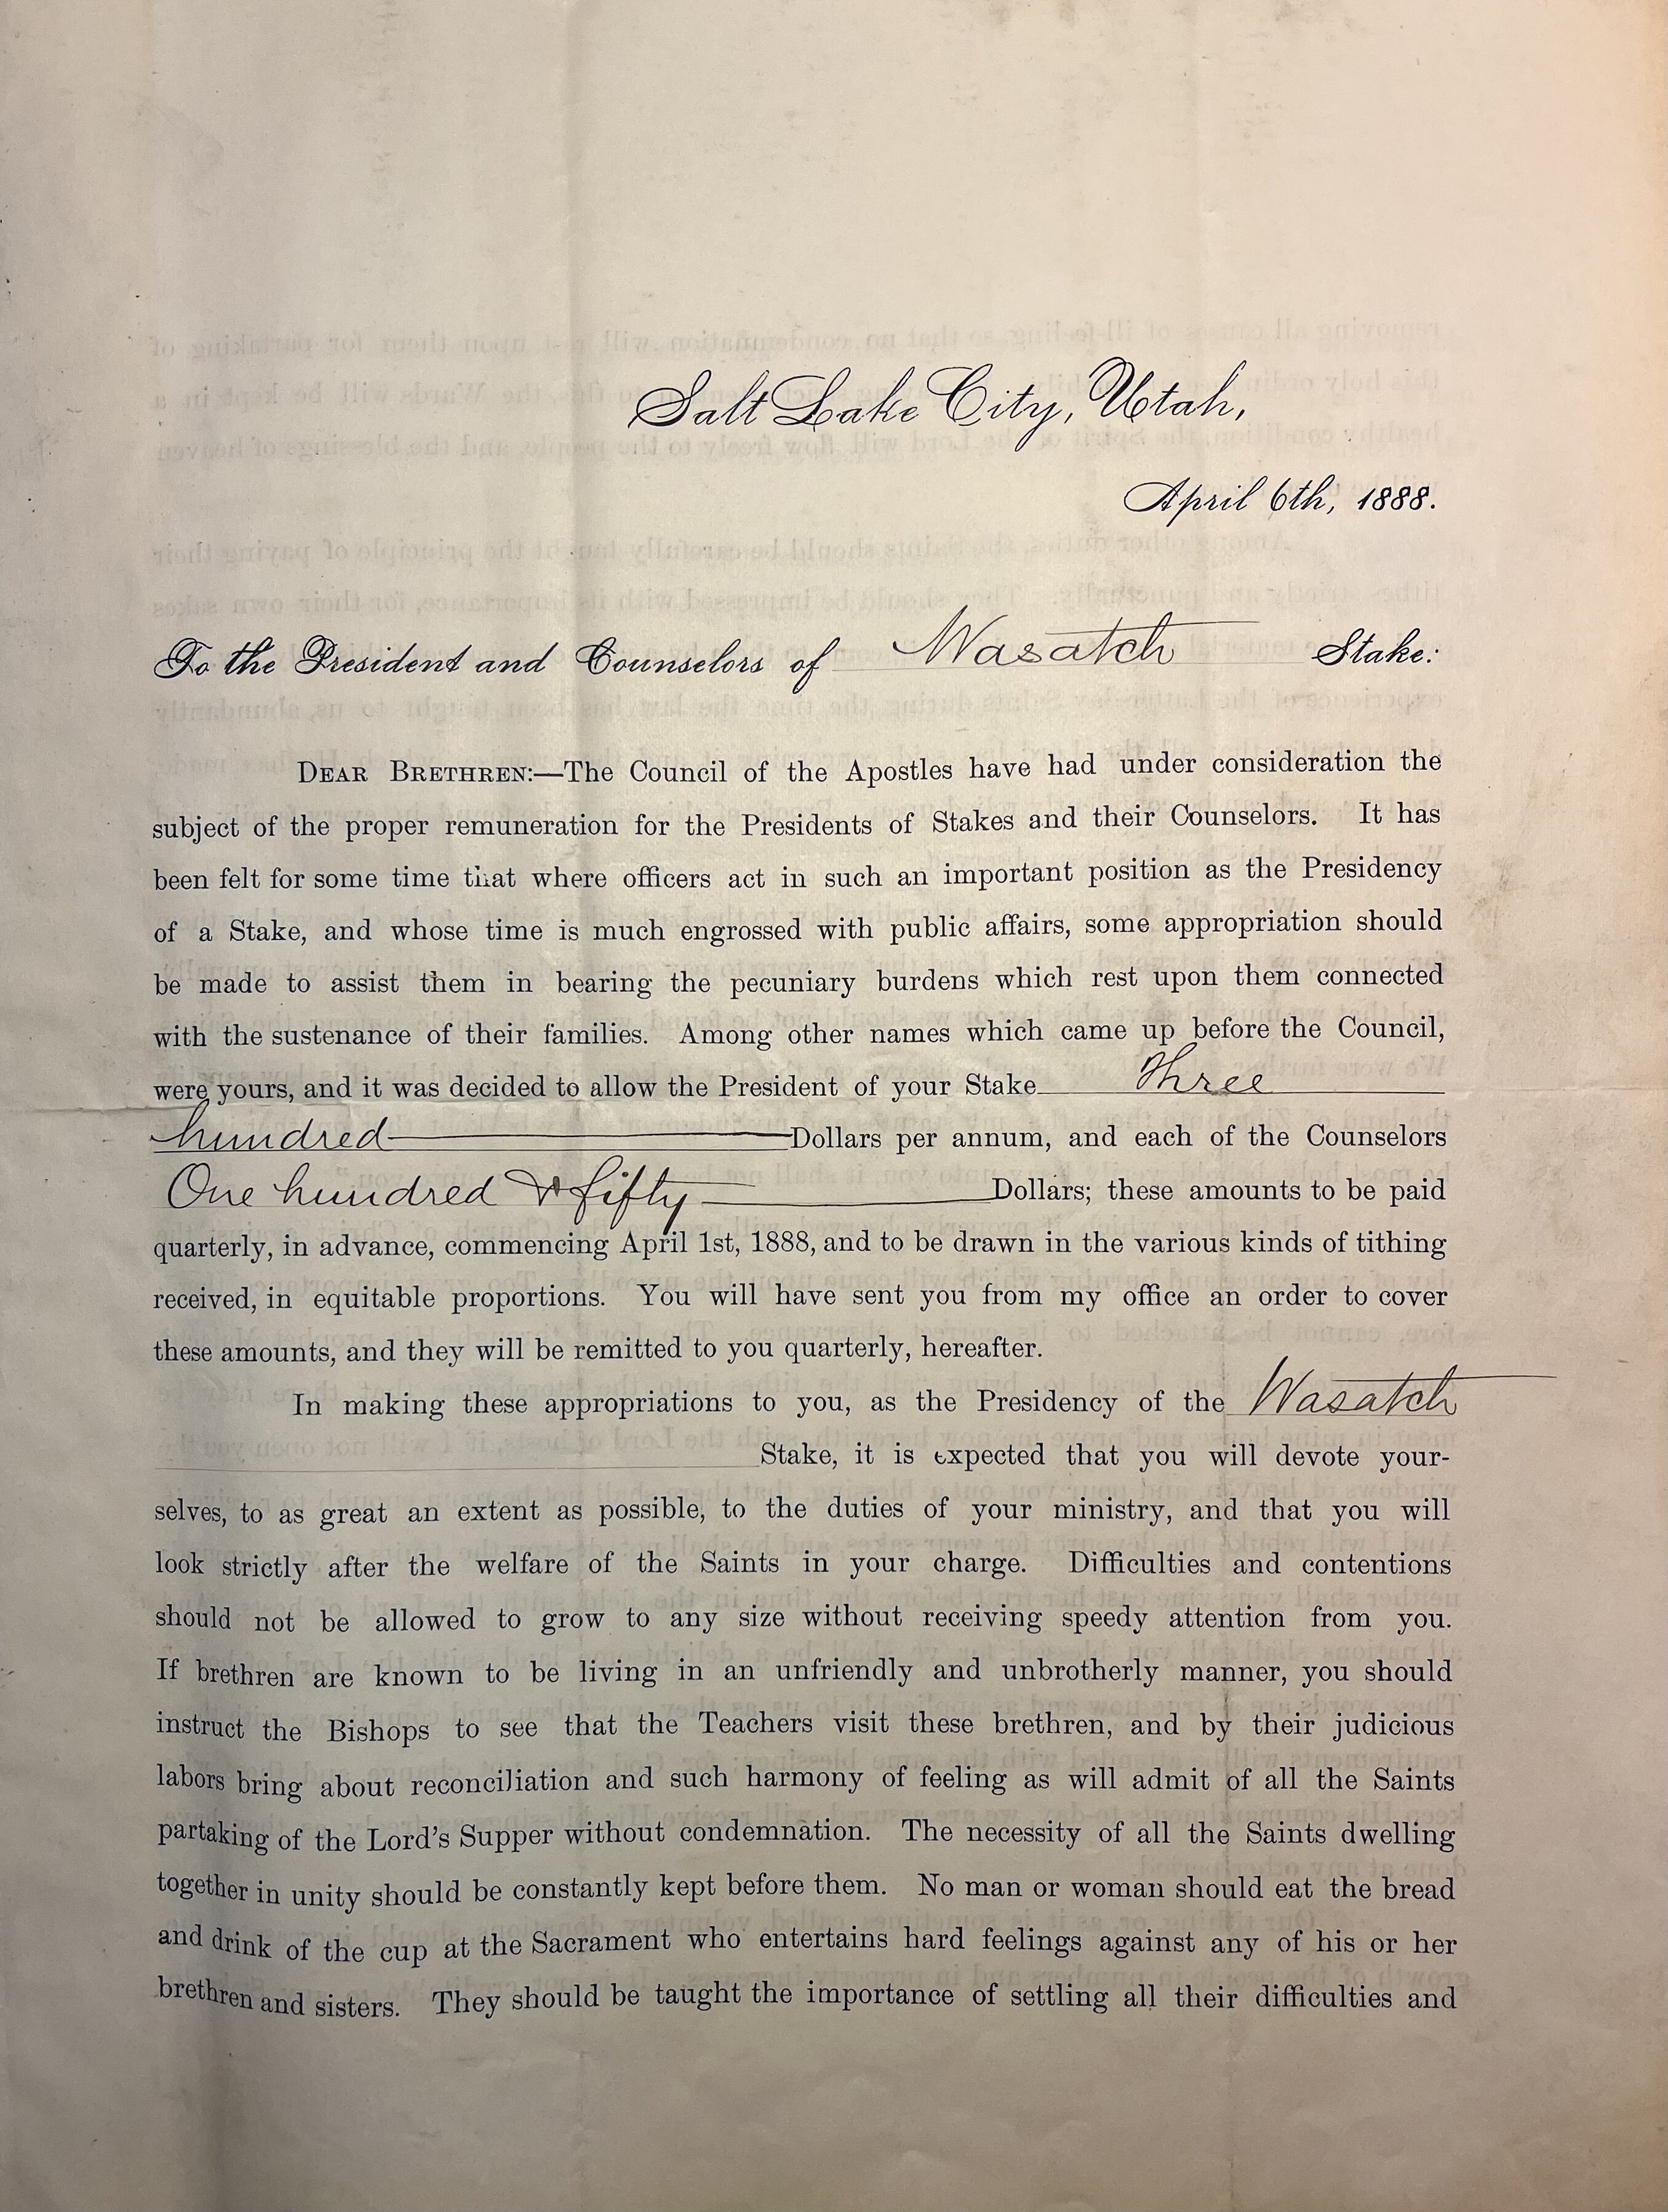 Salt Lake City, Utah,
April 6th, 1888.
To the President and Counselors of Wasatch Stake:
DEAR BRETHREN:—The Council of the Apostles have had under consideration the
subject of the proper remuneration for the Presidents of Stakes and their Counselors. It has
been felt for some time that where officers act in such an important position as the Presidency
of a Stake, and whose time is much engrossed with public affairs, some appropriation should
be made to assist them in bearing the pecuniary burdens which rest upon them connected
with the sustenance of their families. Among other names which came up before the Council,
were yours, and it was decided to allow the President of your Stake Three
hundred Dollars per annum, and each of the Counselors
One hundred & fifty Dollars; these amounts to be paid
quarterly, in advance, commencing April 1st, 1888, and to be drawn in the various kinds of tithing
received, in equitable proportions. You will have sent you from my office an order to cover
these amounts, and they will be remitted to you quarterly, hereafter.
In making these appropriations to you, as the Presidency of the Wasatch
Stake, it is expected that you will devote your-
selves, to as great an extent as possible, to the duties of your ministry, and that you will
look strictly after the welfare of the Saints in your charge. Difficulties and contentions
should not be allowed to grow to any size without receiving speedy attention from you.
If brethren are known to be living in an unfriendly and unbrotherly manner, you should
instruct the Bishops to see that the Teachers visit these brethren, and by their judicious
labors bring about reconciliation and such harmony of feeling as will admit of all the Saints
partaking of the Lord's Supper without condemnation. The necessity of all the Saints dwelling
together in unity should be constantly kept before them. No man or woman should eat the bread
and drink of the cup at the Sacrament who entertains hard feelings against any of his or her
brethren and sisters. They should be taught the importance of settling all their difficulties and